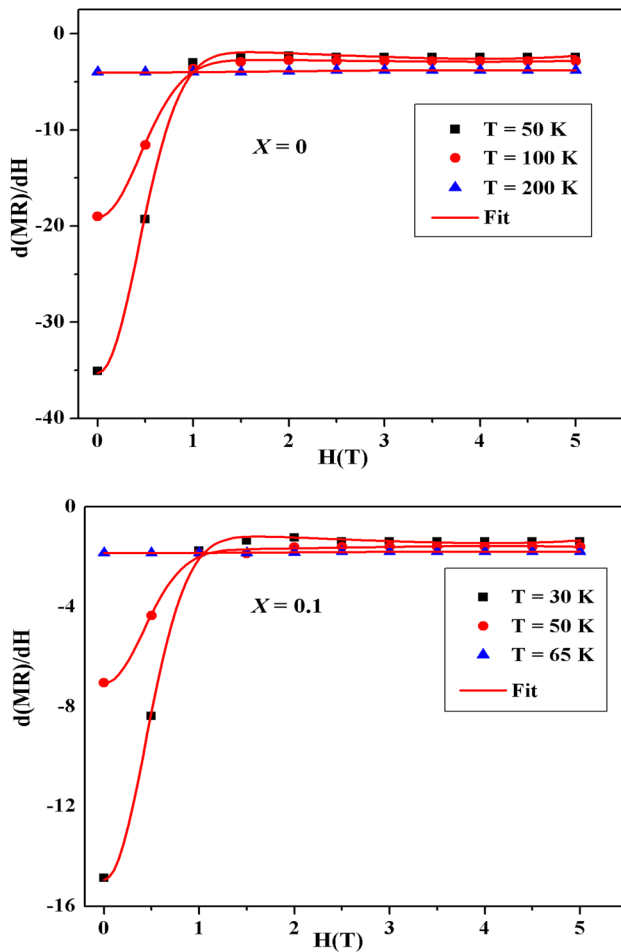 0
-10
-20
-30
-40
d(MR)/dH
X = 0
T = 50 K
T = 100 K
T = 200 K
Fit
0 1 2 3 4 5
H(T)
0
-4
-8
-12
-16
d(MR)/dH
X = 0.1
T = 30 K
T = 50 K
T = 65 K
Fit
0 1 2 3 4 5
H(T)